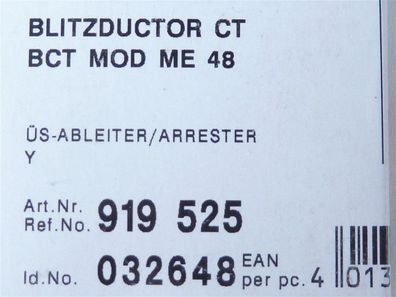 BLITZDUCTOR CT
BCT MOD ME 48
ÜS-ABLEITER/ARRESTER
Y
Art.Nr.
Ref.No. 919 525
Id.No. 032648 EAN
per pc. 4 013